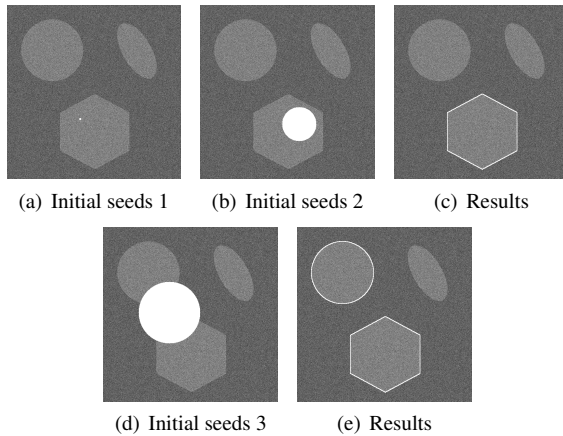 (a) Initial seeds 1
(b) Initial seeds 2
(c) Results
(d) Initial seeds 3
(e) Results